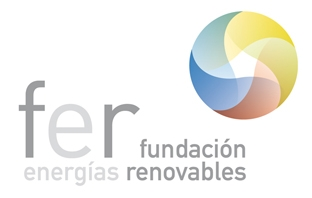 fer fundación
energías renovables